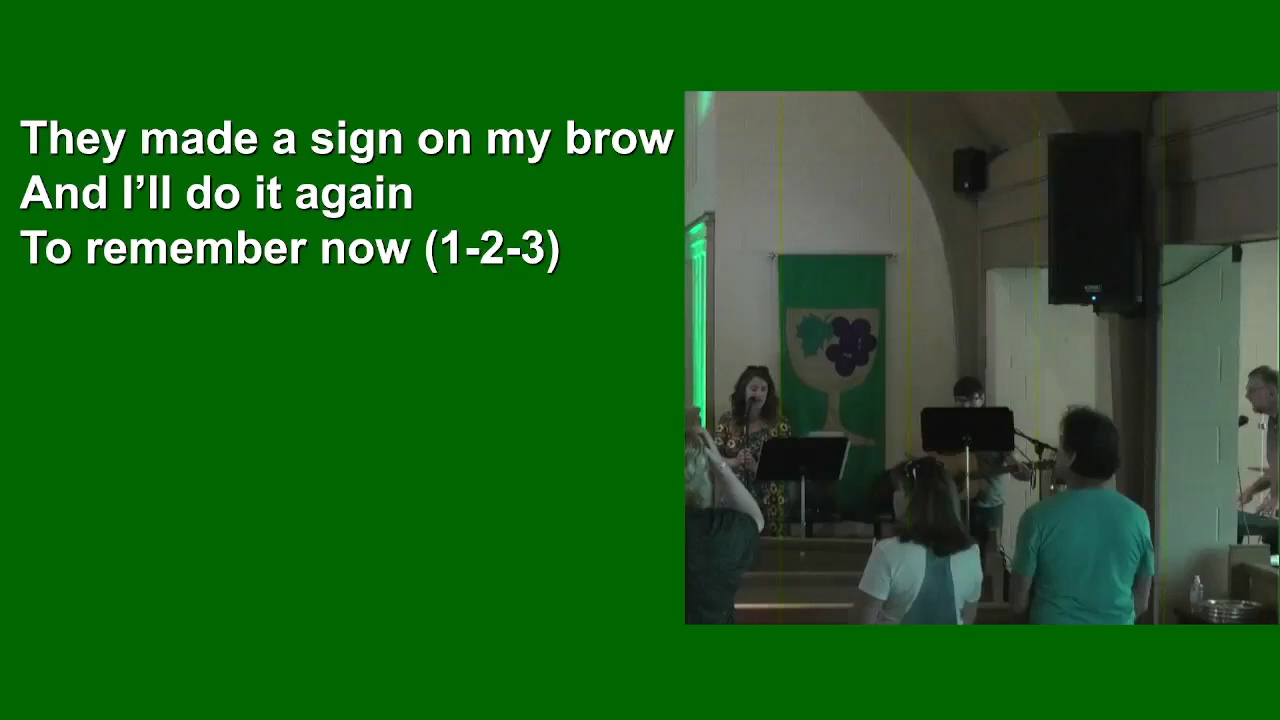 They made a sign on my brow
And I’ll do it again
To remember now (1-2-3)